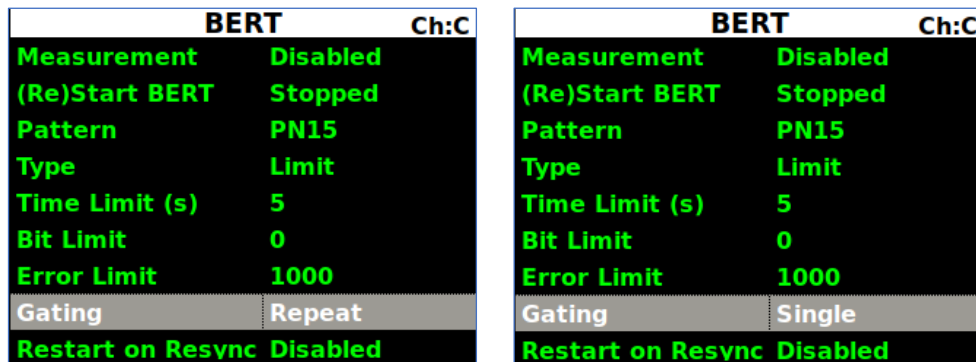 BERT Ch:C
Measurement Disabled
(Re)Start BERT Stopped
Pattern PN15
Type Limit
Time Limit (s) 5
Bit Limit 0
Error Limit 1000
Gating Repeat
Restart on Resync Disabled
BERT Ch:C
Measurement Disabled
(Re)Start BERT Stopped
Pattern PN15
Type Limit
Time Limit (s) 5
Bit Limit 0
Error Limit 1000
Gating Single
Restart on Resync Disabled